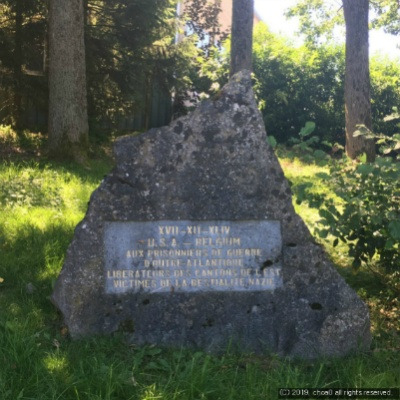 XVII-XII-XLIV
U.S.A. - BELGIUM
AUX PRISONNIERS DE GUERRE
D'OUTRE ATLANTIQUE
LIBERATEURS DES CANTONS DE L'EST
VICTIMES DE LA BESTIALITE NAZIE
(C) 2019, choa0 all rights reserved.